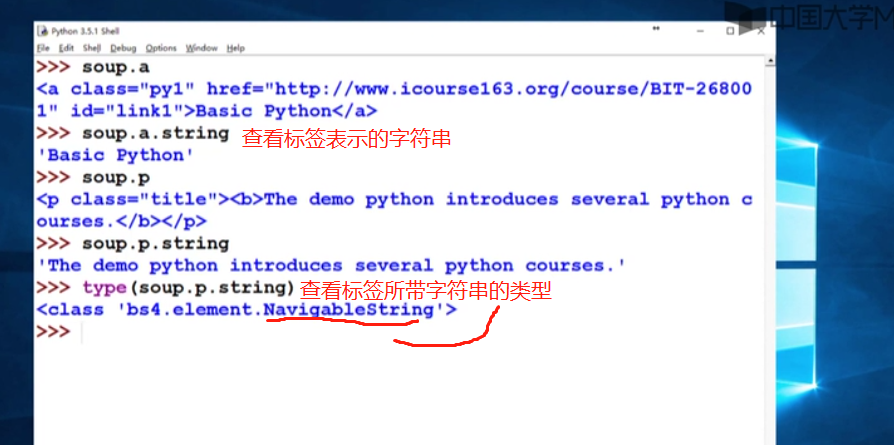 中国大学M
Python 3.5.1 Shell
File Edit Shell Debug Options Window Help
>>> soup.a
<a class="py1" href="http://www.icourse163.org/course/BIT-26800
1" id="link1">Basic Python</a>
>>> soup.a.string 查看标签表示的字符串
'Basic Python'
>>> soup.p
<p class="title"><b>The demo python introduces several python c
ourses.</b></p>
>>> soup.p.string
'The demo python introduces several python courses.'
>>> type(soup.p.string) 查看标签所带字符串的类型
<class 'bs4.element.NavigableString'>
>>>